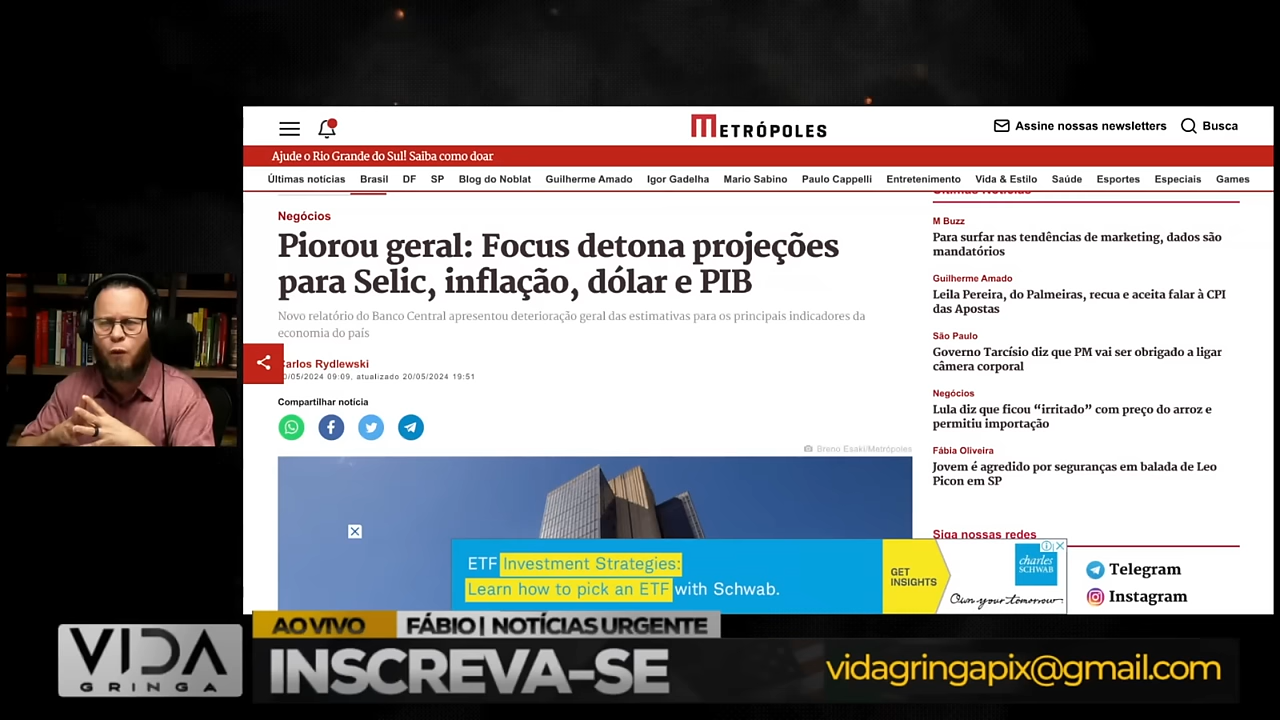 METRÓPOLES
Assine nossas newsletters
Busca
Ajude o Rio Grande do Sul! Saiba como doar
Últimas notícias Brasil DF SP Blog do Noblat Guilherme Amado Igor Gadelha Mario Sabino Paulo Cappelli Entretenimento Vida & Estilo Saúde Esportes Especiais Games
Negócios
Piorou geral: Focus detona projeções
para Selic, inflação, dólar e PIB
Novo relatório do Banco Central apresentou deterioração geral das estimativas para os principais indicadores da
economia do país
Carlos Rydlewski
0/05/2024 09:09, atualizado 20/05/2024 19:51
Compartilhar notícia
Breno Esaki/Metrópoles
Últimas Notícias
M Buzz
Para surfar nas tendências de marketing, dados são
mandatórios
Guilherme Amado
Leila Pereira, do Palmeiras, recua e aceita falar à CPI
das Apostas
São Paulo
Governo Tarcísio diz que PM vai ser obrigado a ligar
câmera corporal
Negócios
Lula diz que ficou “irritado” com preço do arroz e
permitiu importação
Fábia Oliveira
Jovem é agredido por seguranças em balada de Leo
Picon em SP
Siga nossas redes
Telegram
Instagram
ETF Investment Strategies:
Learn how to pick an ETF with Schwab.
GET
INSIGHTS
charles
SCHWAB
Own your tomorrow
AO VIVO
FÁBIO | NOTÍCIAS URGENTE
VIDA
GRINGA
INSCREVA-SE
vidagringapix@gmail.com